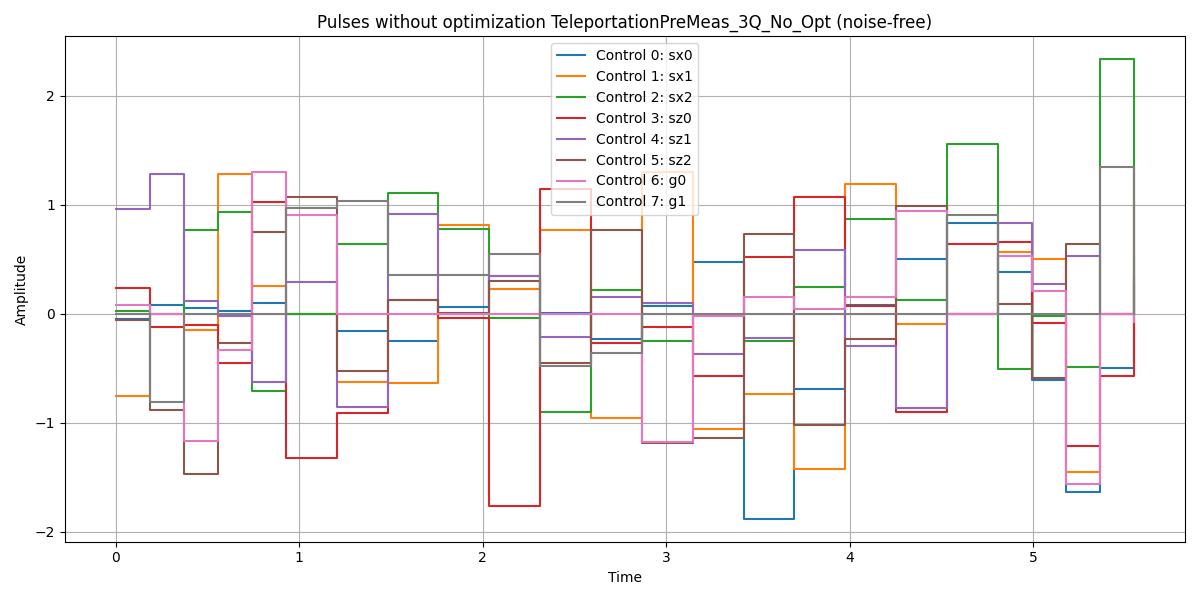 Pulses without optimization TeleportationPreMeas_3Q_No_Opt (noise-free)
Control 0: sx0
Control 1: sx1
Control 2: sx2
Control 3: sz0
Control 4: sz1
Control 5: sz2
Control 6: g0
Control 7: g1
Amplitude
2
1
0
−1
−2
0 1 2 3 4 5
Time